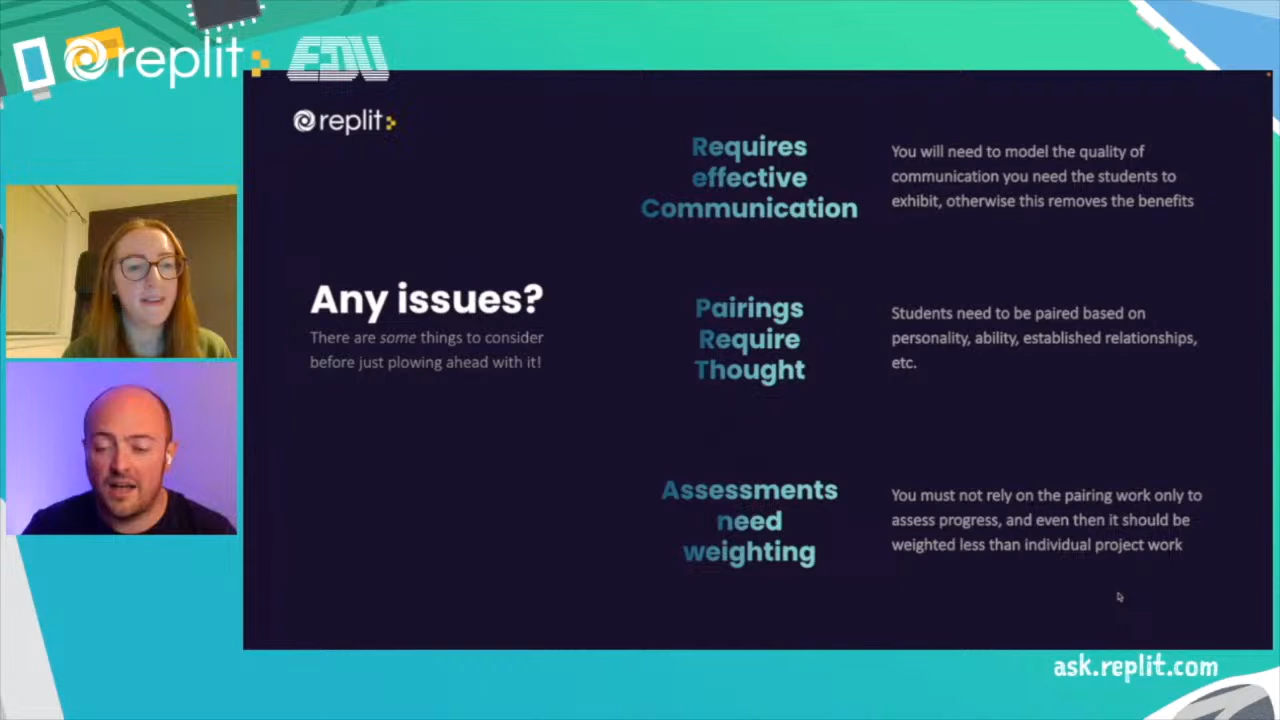 replit
EDU
replit
Any issues?
There are some things to consider
before just plowing ahead with it!
Requires
effective
Communication
You will need to model the quality of
communication you need the students to
exhibit, otherwise this removes the benefits
Pairings
Require
Thought
Students need to be paired based on
personality, ability, established relationships,
etc.
Assessments
need
weighting
You must not rely on the pairing work only to
assess progress, and even then it should be
weighted less than individual project work
ask.replit.com